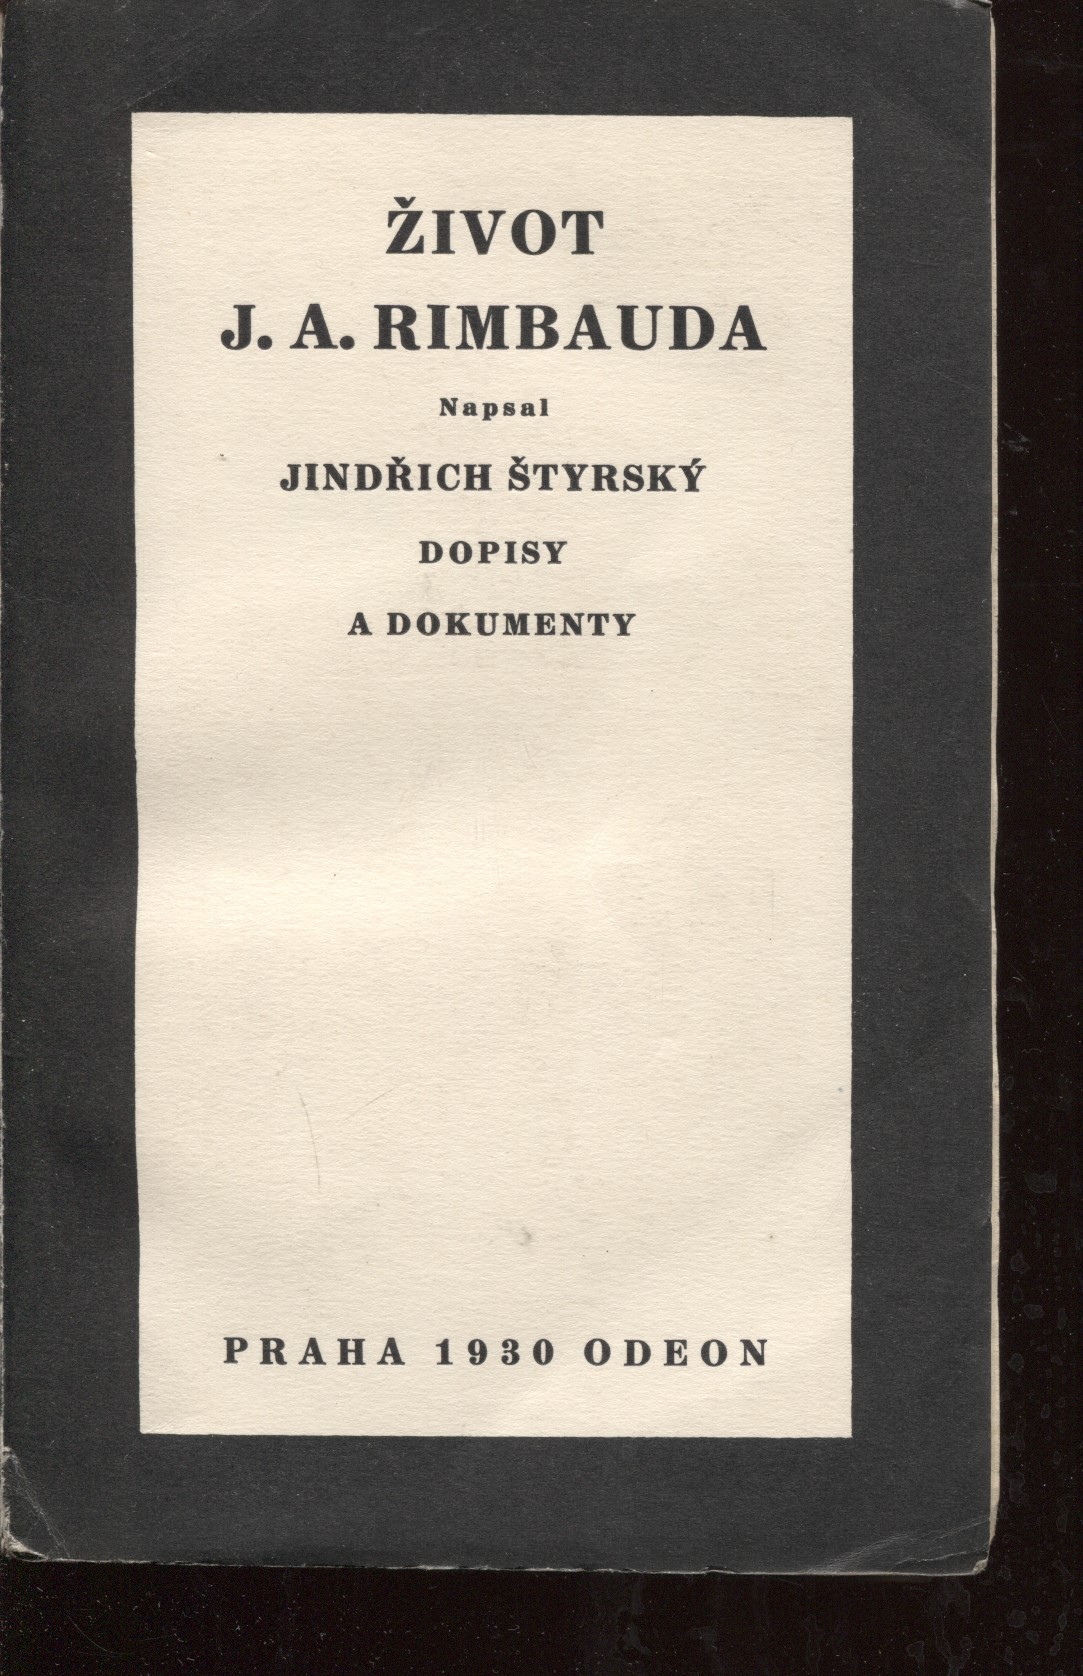 ŽIVOT
J. A. RIMBAUDA
Napsal
JINDŘICH ŠTYRSKÝ
DOPISY
A DOKUMENTY
PRAHA 1930 ODEON